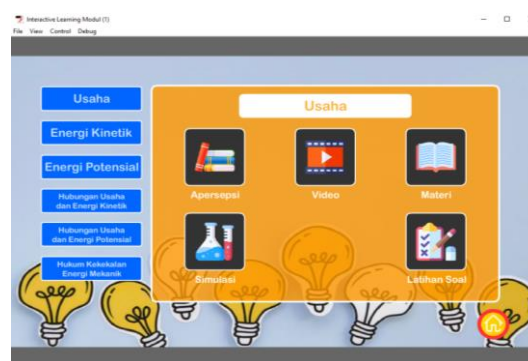 Interactive Learning Modul (1)
File View Control Debug
Usaha
Energi Kinetik
Energi Potensial
Hubungan Usaha
dan Energi Kinetik
Hubungan Usaha
dan Energi Potensial
Hukum Kekekalan
Energi Mekanik
Usaha
Apersepsi
Video
Materi
Simulasi
Latihan Soal